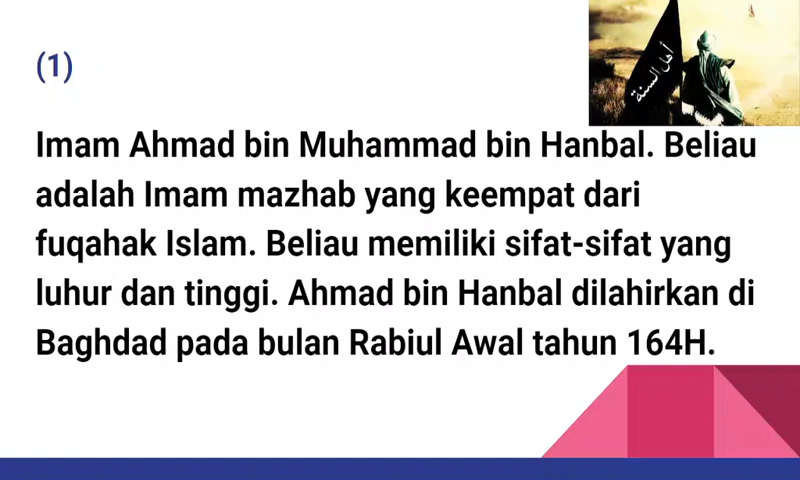 (1)
أهل السنة
Imam Ahmad bin Muhammad bin Hanbal. Beliau
adalah Imam mazhab yang keempat dari
fuqahak Islam. Beliau memiliki sifat-sifat yang
luhur dan tinggi. Ahmad bin Hanbal dilahirkan di
Baghdad pada bulan Rabiul Awal tahun 164H.